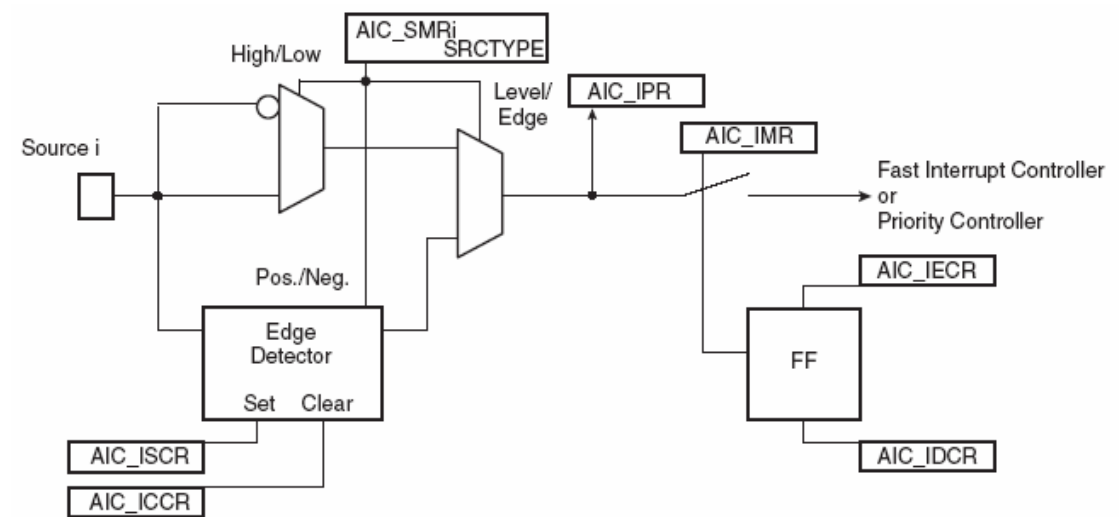 AIC_SMRi
SRCTYPE
High/Low
Level/
Edge
AIC_IPR
AIC_IMR
Source i
Fast Interrupt Controller
or
Priority Controller
Pos./Neg.
AIC_IECR
Edge
Detector
FF
Set Clear
AIC_ISCR
AIC_IDCR
AIC_ICCR